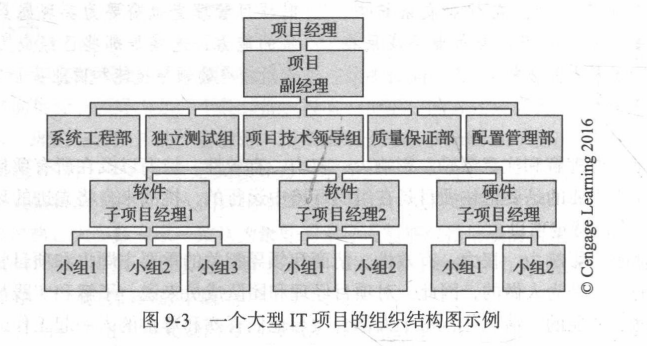 项目经理
项目
副经理
系统工程部 独立测试组 项目技术领导组 质量保证部 配置管理部
软件 软件 硬件
子项目经理1 子项目经理2 子项目经理
小组1 小组2 小组3 小组1 小组2 小组1 小组2
© Cengage Learning 2016
图 9-3 一个大型 IT 项目的组织结构图示例